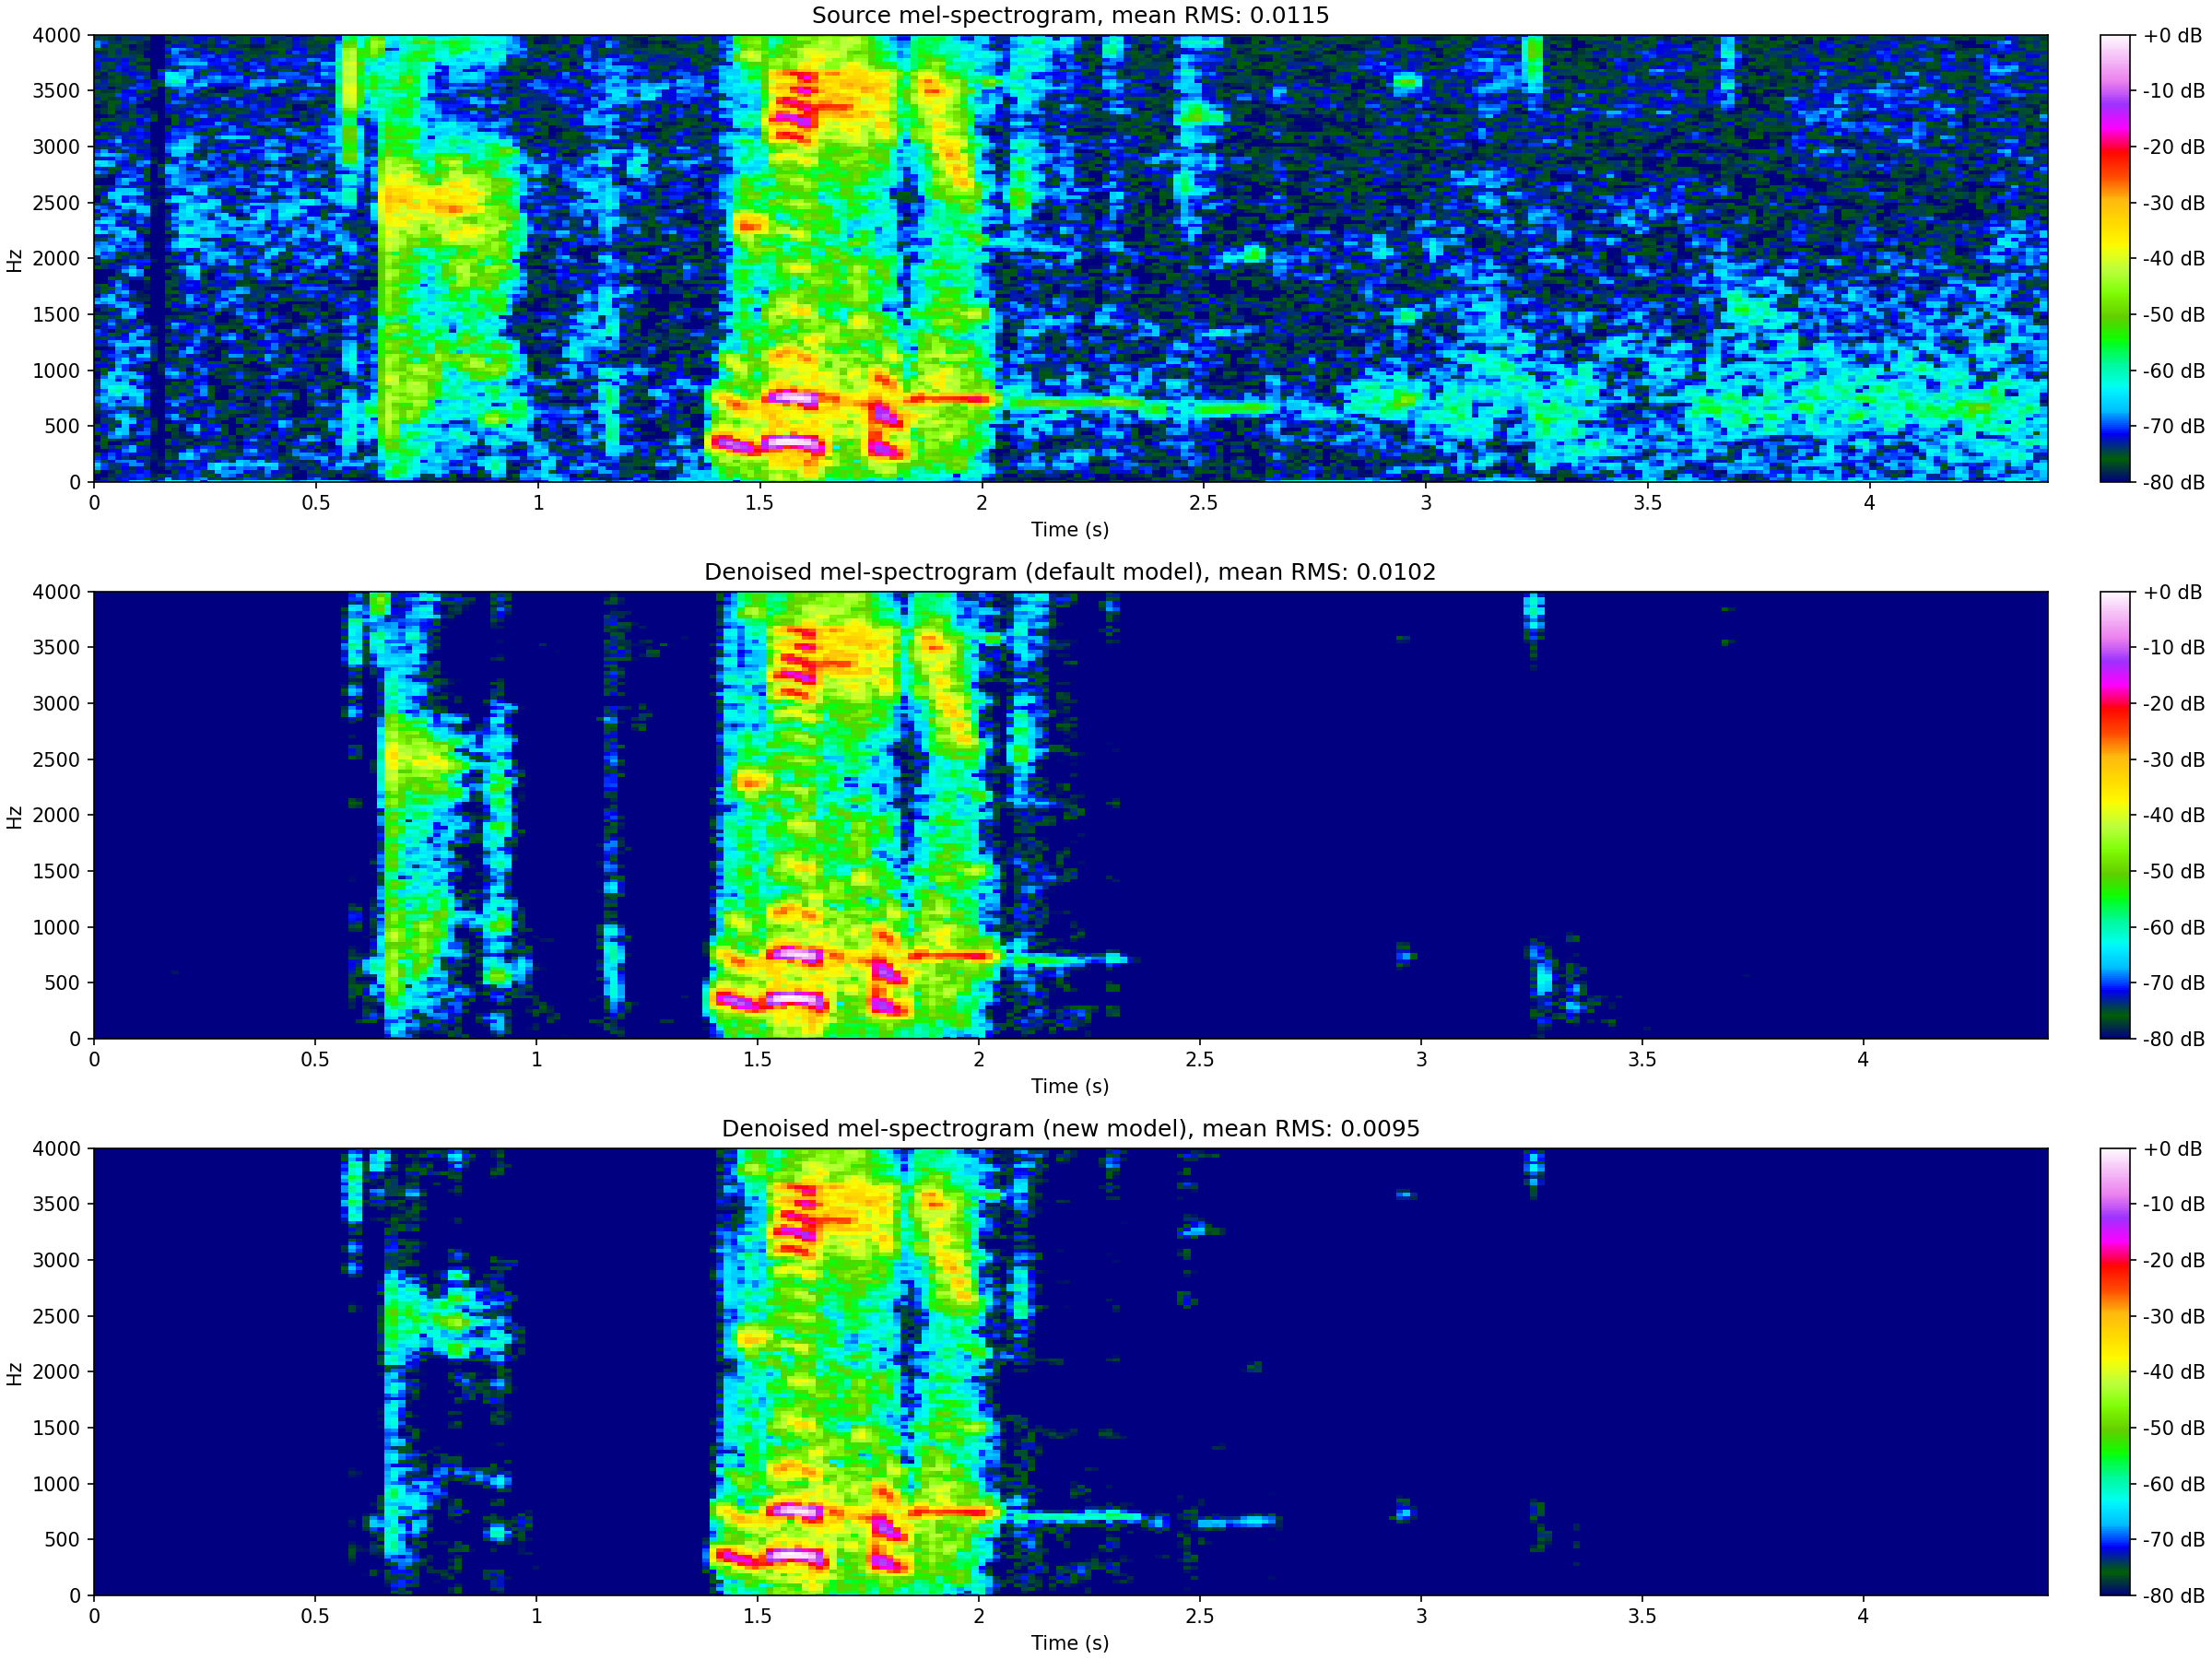 Source mel-spectrogram, mean RMS: 0.0115
4000
3500
3000
2500
2000
1500
1000
500
0
Hz
0 0.5 1 1.5 2 2.5 3 3.5 4
Time (s)
+0 dB
-10 dB
-20 dB
-30 dB
-40 dB
-50 dB
-60 dB
-70 dB
-80 dB
Denoised mel-spectrogram (default model), mean RMS: 0.0102
4000
3500
3000
2500
2000
1500
1000
500
0
Hz
0 0.5 1 1.5 2 2.5 3 3.5 4
Time (s)
+0 dB
-10 dB
-20 dB
-30 dB
-40 dB
-50 dB
-60 dB
-70 dB
-80 dB
Denoised mel-spectrogram (new model), mean RMS: 0.0095
4000
3500
3000
2500
2000
1500
1000
500
0
Hz
0 0.5 1 1.5 2 2.5 3 3.5 4
Time (s)
+0 dB
-10 dB
-20 dB
-30 dB
-40 dB
-50 dB
-60 dB
-70 dB
-80 dB